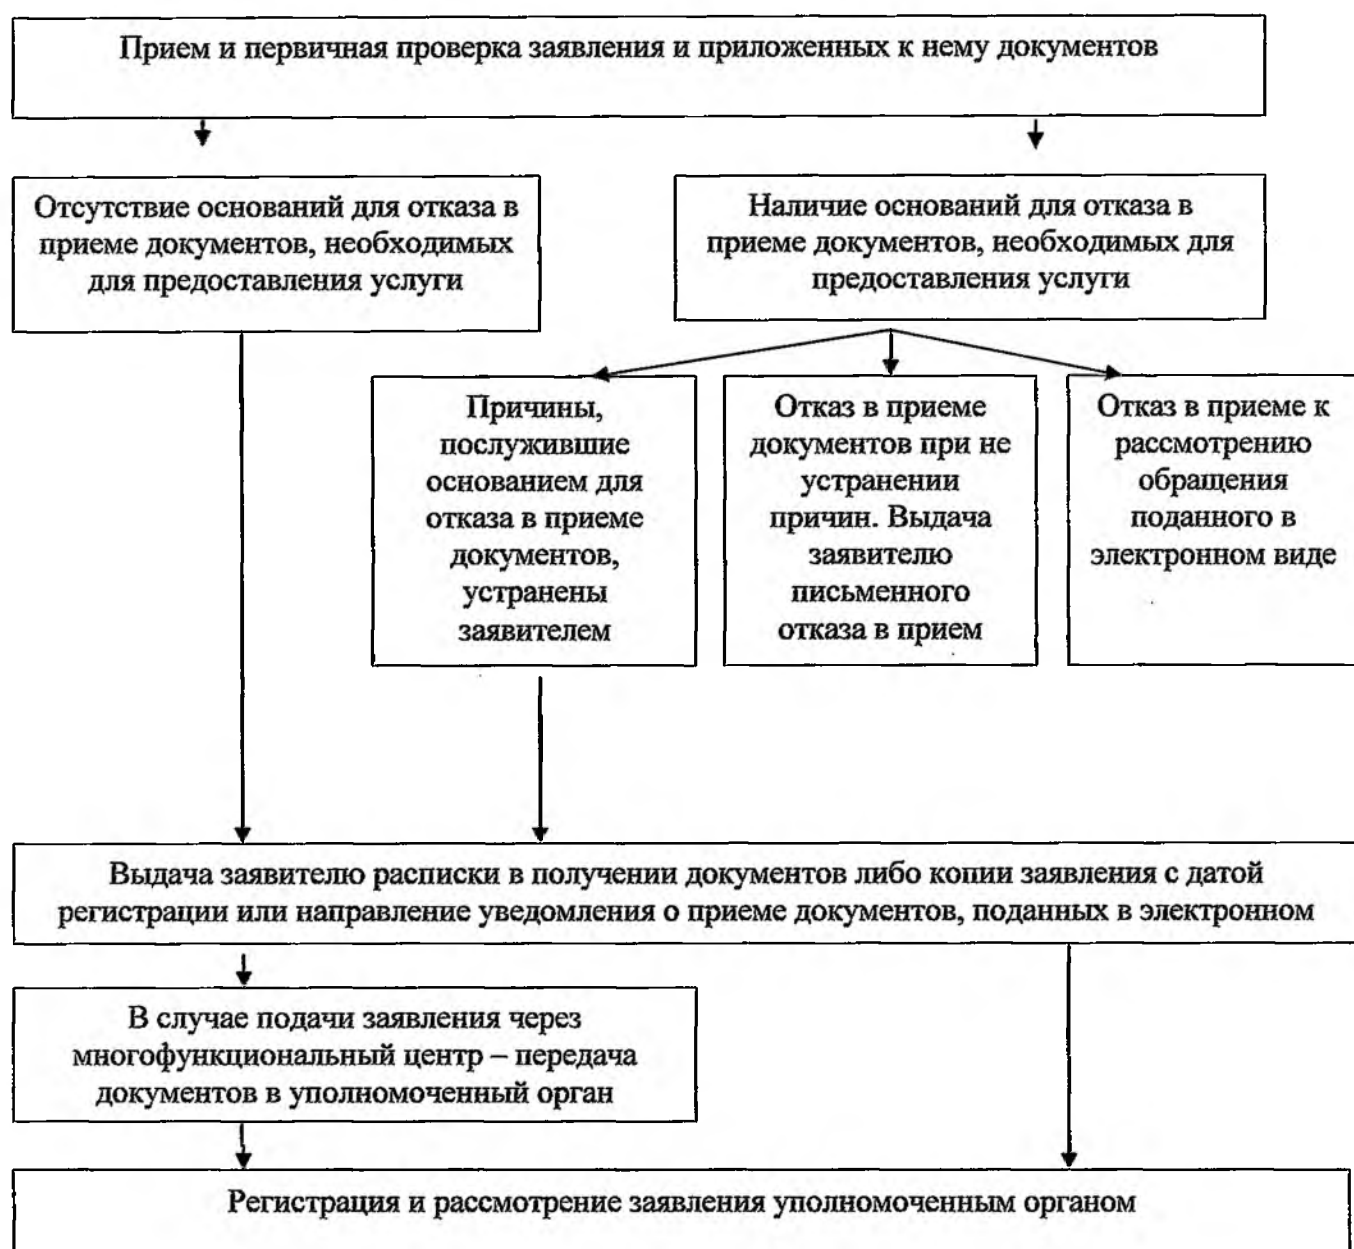 Прием и первичная проверка заявления и приложенных к нему документов
Отсутствие оснований для отказа в
приеме документов, необходимых
для предоставления услуги
Наличие оснований для отказа в
приеме документов, необходимых для
предоставления услуги
Причины,
послужившие
основанием для
отказа в приеме
документов,
устранены
заявителем
Отказ в приеме
документов при не
устранении
причин. Выдача
заявителю
письменного
отказа в прием
Отказ в приеме к
рассмотрению
обращения
поданного в
электронном виде
Выдача заявителю расписки в получении документов либо копии заявления с датой
регистрации или направление уведомления о приеме документов, поданных в электронном
В случае подачи заявления через
многофункциональный центр – передача
документов в уполномоченный орган
Регистрация и рассмотрение заявления уполномоченным органом